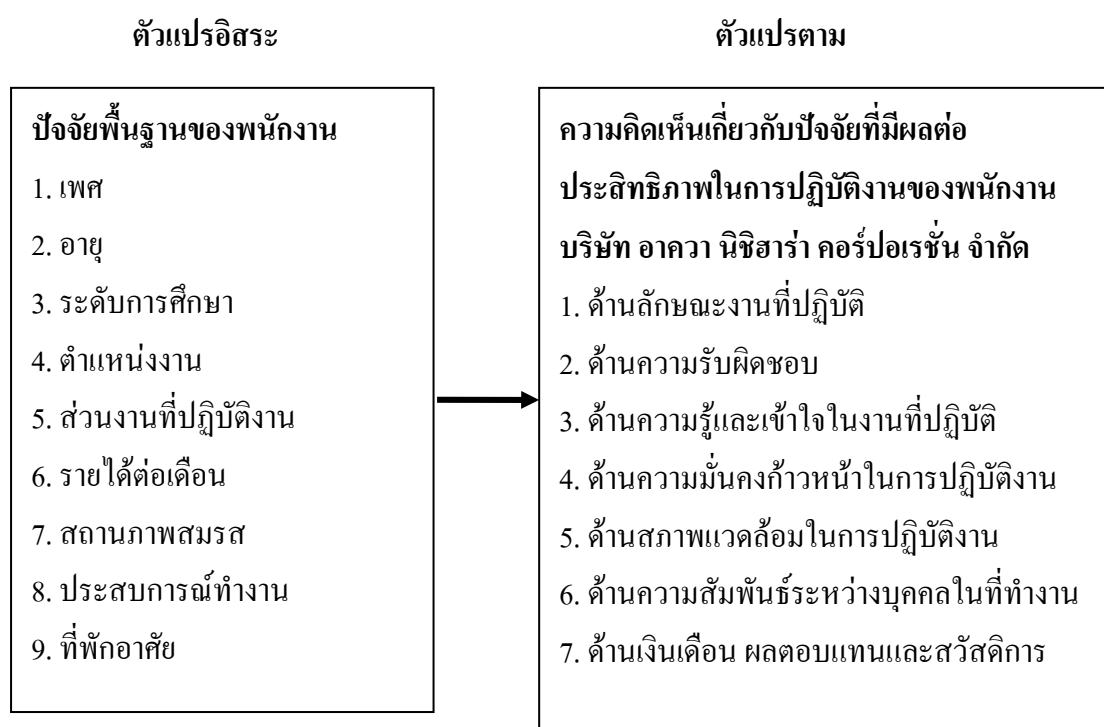 ตัวแปรอิสระ
ตัวแปรตาม
ปัจจัยพื้นฐานของพนักงาน
1. เพศ
2. อายุ
3. ระดับการศึกษา
4. ตำแหน่งงาน
5. ส่วนงานที่ปฏิบัติงาน
6. รายได้ต่อเดือน
7. สถานภาพสมรส
8. ประสบการณ์ทำงาน
9. ที่พักอาศัย
ความคิดเห็นเกี่ยวกับปัจจัยที่มีผลต่อ
ประสิทธิภาพในการปฏิบัติงานของพนักงาน
บริษัท อาควา นิชิฮาร่า คอร์ปอเรชั่น จำกัด
1. ด้านลักษณะงานที่ปฏิบัติ
2. ด้านความรับผิดชอบ
3. ด้านความรู้และเข้าใจในงานที่ปฏิบัติ
4. ด้านความมั่นคงก้าวหน้าในการปฏิบัติงาน
5. ด้านสภาพแวดล้อมในการปฏิบัติงาน
6. ด้านความสัมพันธ์ระหว่างบุคคลในที่ทำงาน
7. ด้านเงินเดือน ผลตอบแทนและสวัสดิการ